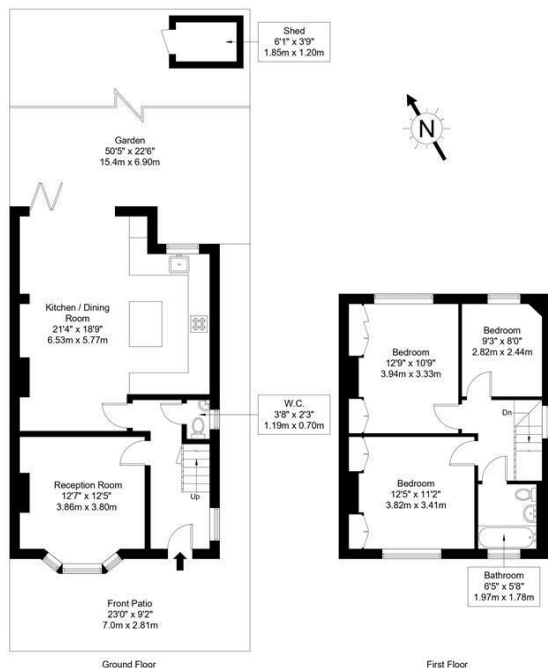 Shed
6'1" x 3'9"
1.85m x 1.20m
Garden
50'5" x 22'6"
15.4m x 6.90m
N
Kitchen / Dining
Room
21'4" x 18'9"
6.53m x 5.77m
W.C.
3'8" x 2'3"
1.19m x 0.70m
Reception Room
12'7" x 12'5"
3.86m x 3.80m
Up
Front Patio
23'0" x 9'2"
7.0m x 2.81m
Ground Floor
Bedroom
12'9" x 10'9"
3.94m x 3.33m
Bedroom
9'3" x 8'0"
2.82m x 2.44m
Dn
Bedroom
12'5" x 11'2"
3.82m x 3.41m
Bathroom
6'5" x 5'8"
1.97m x 1.78m
First Floor